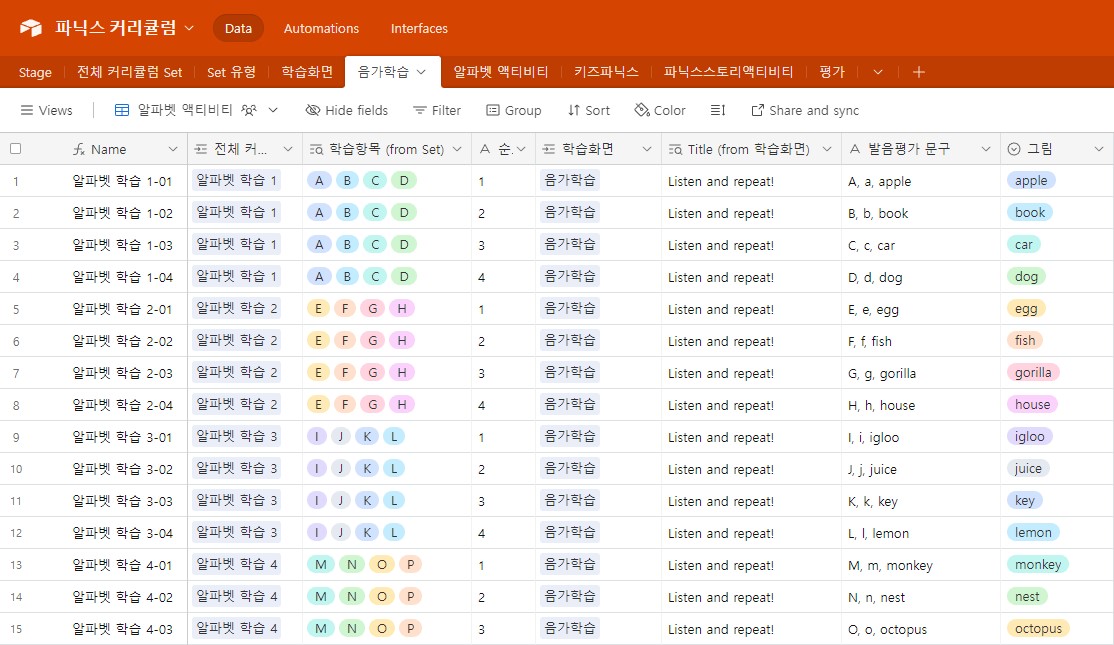 파닉스 커리큘럼 Data Automations Interfaces
Stage 전체 커리큘럼 Set Set 유형 학습화면 음가학습 알파벳 액티비티 키즈파닉스 파닉스스토리액티비티 평가
Views 알파벳 액티비티 Hide fields Filter Group Sort Color Share and sync
Name 전체 커... 학습항목 (from Set) A 순. 학습화면 Title (from 학습화면) A 발음평가 문구 그림
1 알파벳 학습 1-01 알파벳 학습 1 A B C D 1 음가학습 Listen and repeat! A, a, apple apple
2 알파벳 학습 1-02 알파벳 학습 1 A B C D 2 음가학습 Listen and repeat! B, b, book book
3 알파벳 학습 1-03 알파벳 학습 1 A B C D 3 음가학습 Listen and repeat! C, c, car car
4 알파벳 학습 1-04 알파벳 학습 1 A B C D 4 음가학습 Listen and repeat! D, d, dog dog
5 알파벳 학습 2-01 알파벳 학습 2 E F G H 1 음가학습 Listen and repeat! E, e, egg egg
6 알파벳 학습 2-02 알파벳 학습 2 E F G H 2 음가학습 Listen and repeat! F, f, fish fish
7 알파벳 학습 2-03 알파벳 학습 2 E F G H 3 음가학습 Listen and repeat! G, g, gorilla gorilla
8 알파벳 학습 2-04 알파벳 학습 2 E F G H 4 음가학습 Listen and repeat! H, h, house house
9 알파벳 학습 3-01 알파벳 학습 3 I J K L 1 음가학습 Listen and repeat! I, i, igloo igloo
10 알파벳 학습 3-02 알파벳 학습 3 I J K L 2 음가학습 Listen and repeat! J, j, juice juice
11 알파벳 학습 3-03 알파벳 학습 3 I J K L 3 음가학습 Listen and repeat! K, k, key key
12 알파벳 학습 3-04 알파벳 학습 3 I J K L 4 음가학습 Listen and repeat! L, l, lemon lemon
13 알파벳 학습 4-01 알파벳 학습 4 M N O P 1 음가학습 Listen and repeat! M, m, monkey monkey
14 알파벳 학습 4-02 알파벳 학습 4 M N O P 2 음가학습 Listen and repeat! N, n, nest nest
15 알파벳 학습 4-03 알파벳 학습 4 M N O P 3 음가학습 Listen and repeat! O, o, octopus octopus